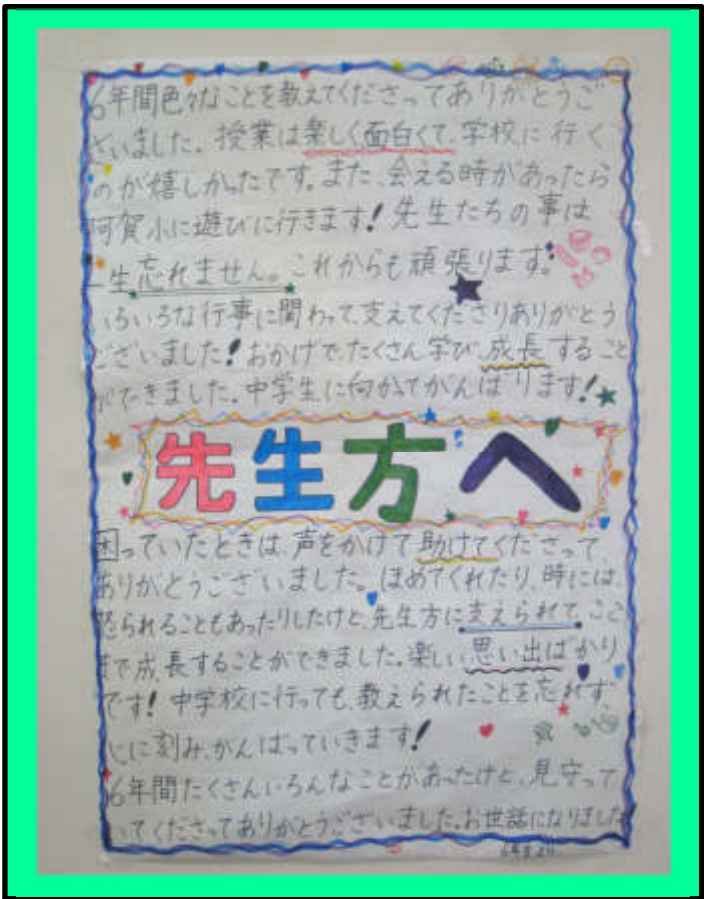 6年間色々なことを教えてくださってありがとうご
ざいました。授業は楽しく面白くて、学校に行く
のが嬉しかったです。また、会える時があったら
阿賀小に遊びに行きます!先生たちの事は
一生忘れません。これからも頑張ります。
いろいろな行事に関わって、支えてくださりありがとう
ございました!おかげで、たくさん学び、成長すること
ができました。中学生に向かってがんばります!
先生方へ
困っていたときは、声をかけて助けてくださって、
ありがとうございました。ほめてくれたり、時には、
怒られることもあったりしたけど、先生方に支えられて、ここ
まで成長することができました。楽しい思い出ばかり
です!中学校に行っても、教えられたことを忘れず、
心に刻み、がんばっていきます!
6年間たくさんいろんなことがあったけど、見守って
いてくださってありがとうございました。お世話になりました